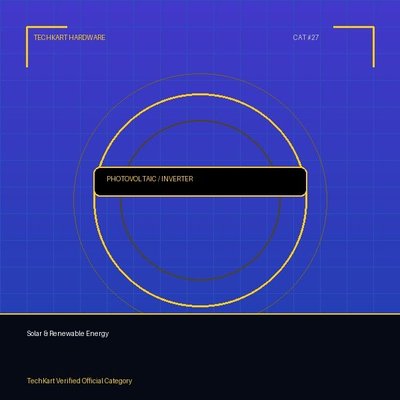 TECHKART HARDWARE
CAT #27
PHOTOVOLTAIC / INVERTER
Solar & Renewable Energy
TechKart Verified Official Category